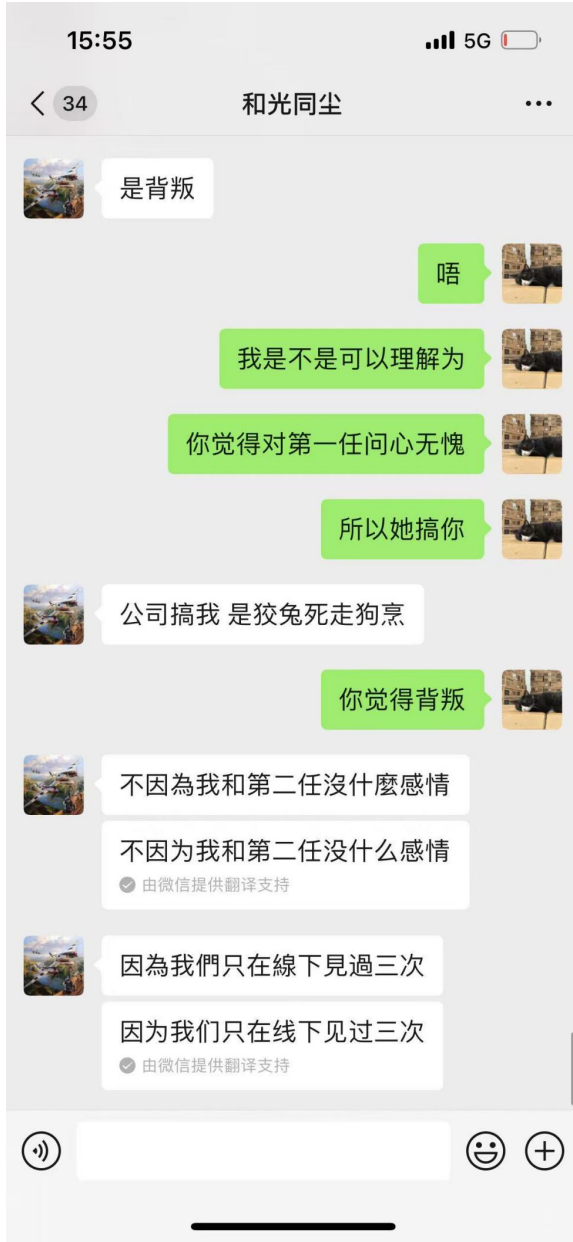 15:55
5G
34
和光同尘
是背叛
唔
我是不是可以理解为
你觉得对第一任问心无愧
所以她搞你
公司搞我 是狡兔死走狗烹
你觉得背叛
不因為我和第二任沒什麼感情
不因为我和第二任没什么感情
由微信提供翻译支持
因為我們只在線下見過三次
因为我们只在线下见过三次
由微信提供翻译支持